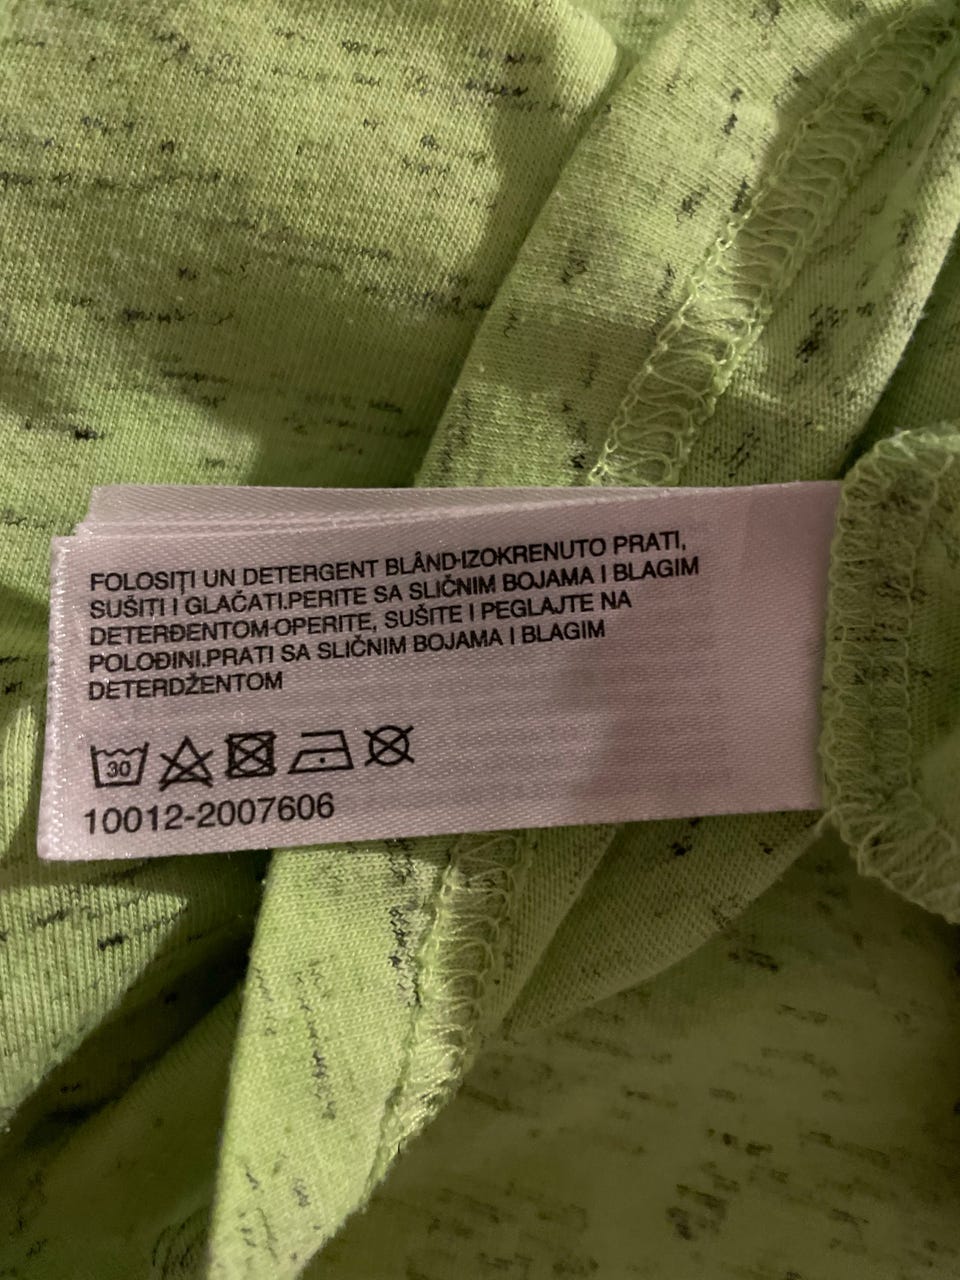 FOLOSIȚI UN DETERGENT BLÂND-IZOKRENUTO PRATI,
SUŠITI I GLAČATI.PERITE SA SLIČNIM BOJAMA I BLAGIM
DETERĐENTOM-OPERITE, SUŠITE I PEGLAJTE NA
POLOĐINI.PRATI SA SLIČNIM BOJAMA I BLAGIM
DETERDŽENTOM
30
10012-2007606